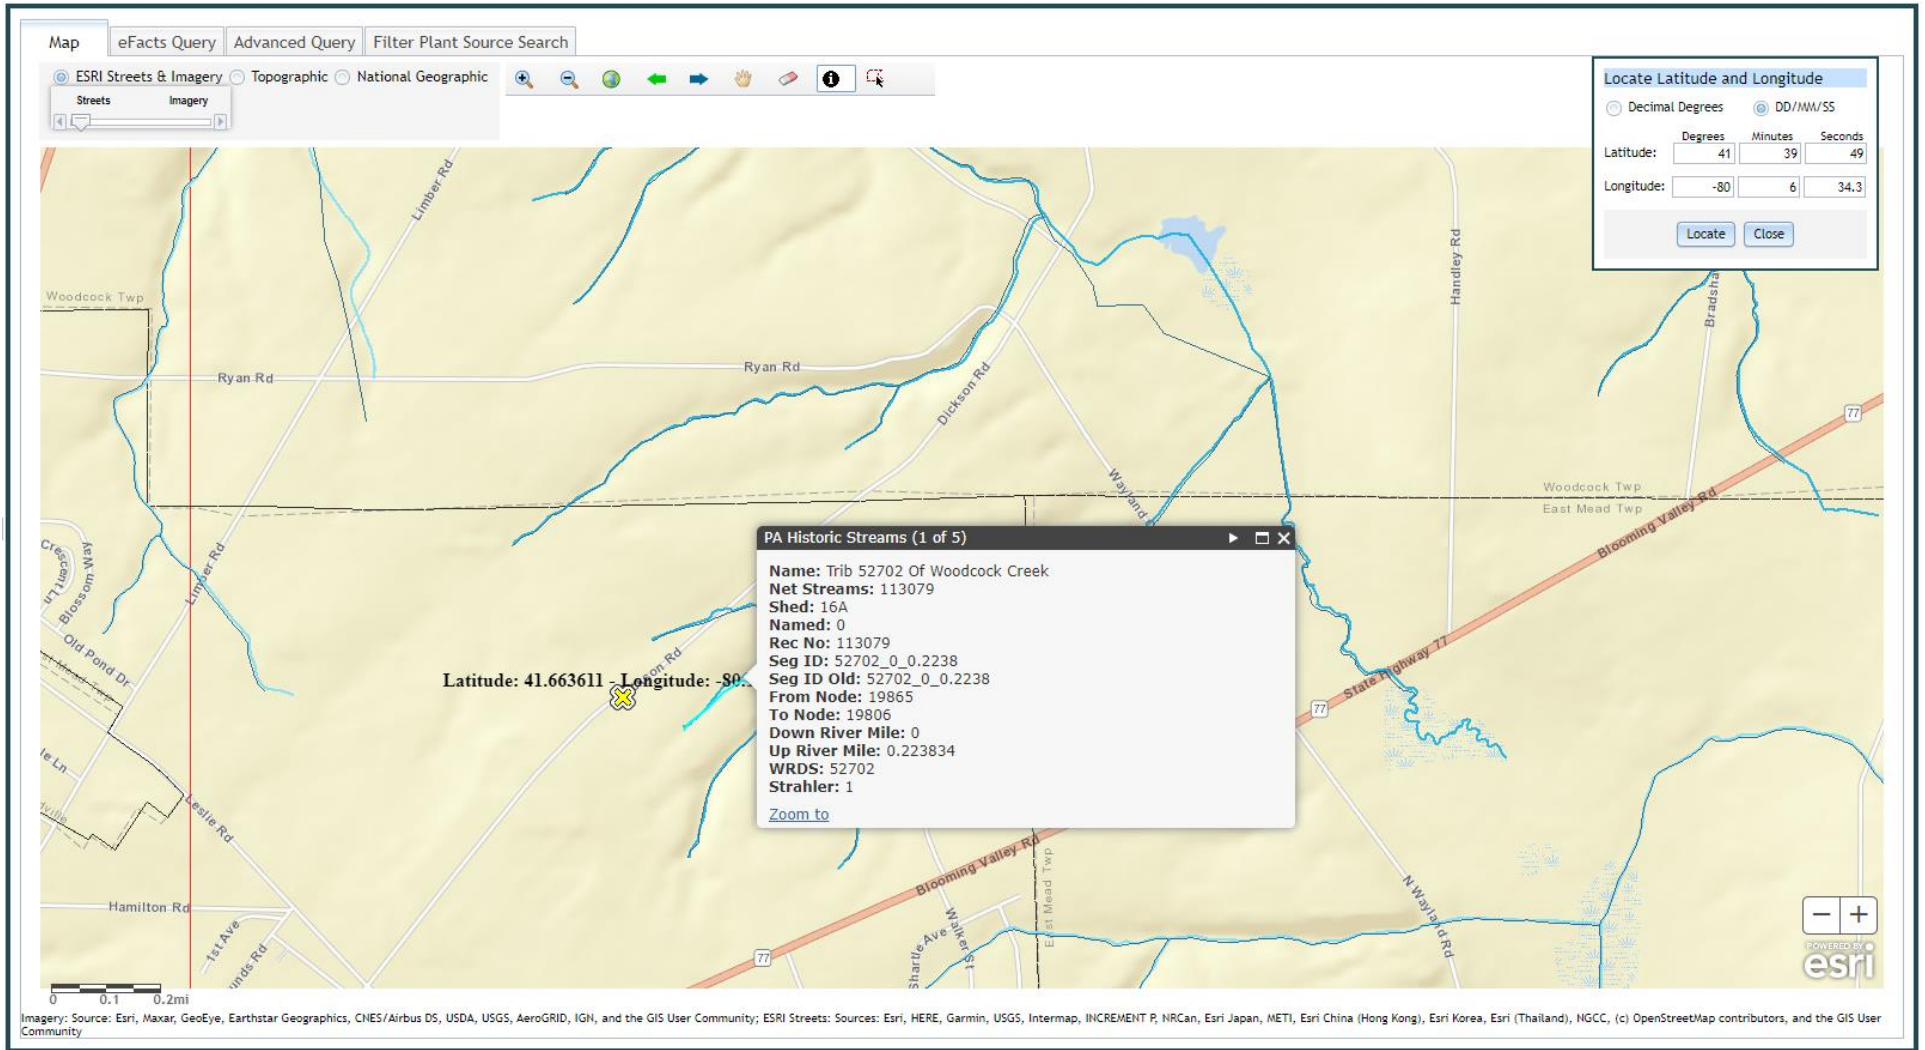 Map eFacts Query Advanced Query Filter Plant Source Search
ESRI Streets & Imagery Topographic National Geographic
Streets Imagery
Locate Latitude and Longitude
Decimal Degrees DD/MM/SS
Degrees Minutes Seconds
Latitude: 41 39 49
Longitude: -80 6 34.3
Locate Close
Limber Rd
Handley Rd
Woodcock Twp
Ryan Rd
Ryan Rd
Dickson Rd
77
Woodcock Twp
East Mead Twp
Blooming Valley Rd
Crescent Ln
Blossom Way
Limber Rd
Old Pond Dr
State Highway 77
77
Latitude: 41.663611 - Longitude: -80.
PA Historic Streams (1 of 5)
Name: Trib 52702 Of Woodcock Creek
Net Streams: 113079
Shed: 16A
Named: 0
Rec No: 113079
Seg ID: 52702_0_0.2238
Seg ID Old: 52702_0_0.2238
From Node: 19865
To Node: 19806
Down River Mile: 0
Up River Mile: 0.223834
WRDS: 52702
Strahler: 1
Zoom to
Leslie Rd
Blooming Valley Rd
East Mead Twp
Hamilton Rd
1st Ave
Walker St
Shartle Ave
N Wayland Rd
77
POWERED BY
esri
0 0.1 0.2mi
Imagery: Source: Esri, Maxar, GeoEye, Earthstar Geographics, CNES/Airbus DS, USDA, USGS, AeroGRID, IGN, and the GIS User Community; ESRI Streets: Sources: Esri, HERE, Garmin, USGS, Intermap, INCREMENT P, NRCan, Esri Japan, METI, Esri China (Hong Kong), Esri Korea, Esri (Thailand), NGCC, (c) OpenStreetMap contributors, and the GIS User
Community